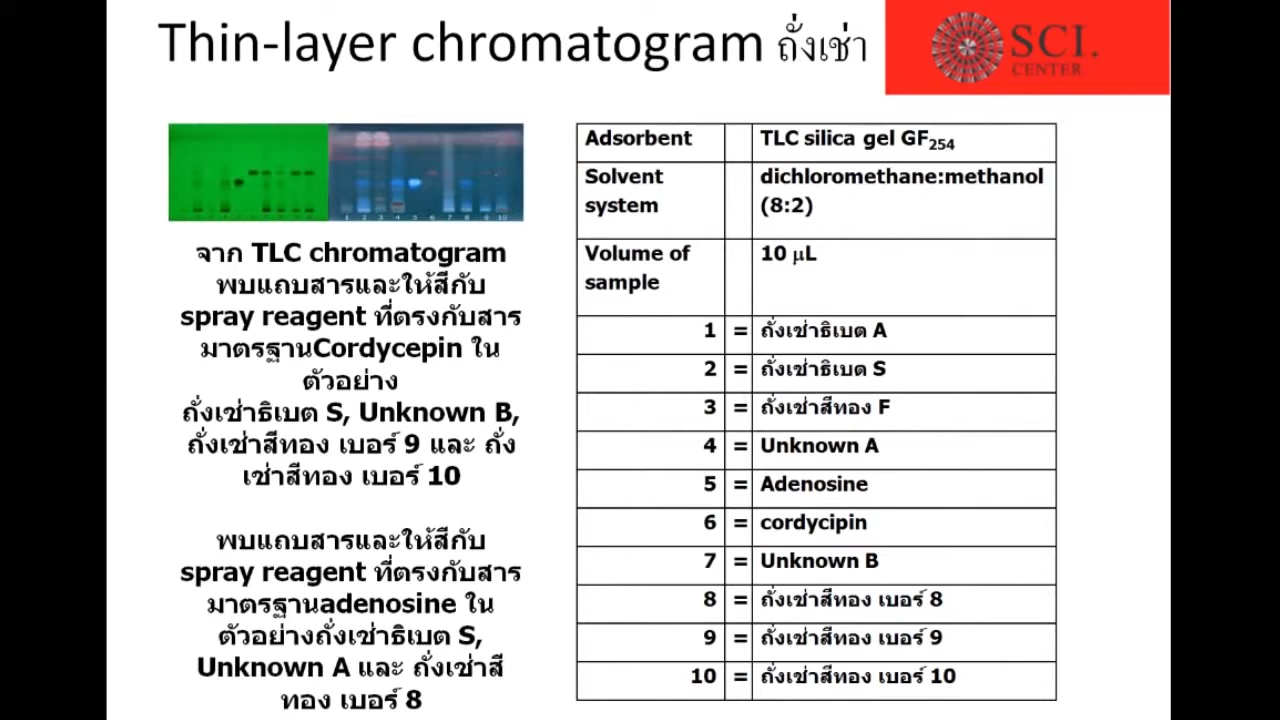 Thin-layer chromatogram ถั่งเช่า
SCI.
CENTER
จาก TLC chromatogram
พบแถบสารและให้สีกับ
spray reagent ที่ตรงกับสาร
มาตรฐานCordycepin ใน
ตัวอย่าง
ถั่งเช่าธิเบต S, Unknown B,
ถั่งเช่าสีทอง เบอร์ 9 และ ถั่ง
เช่าสีทอง เบอร์ 10
พบแถบสารและให้สีกับ
spray reagent ที่ตรงกับสาร
มาตรฐานadenosine ใน
ตัวอย่างถั่งเช่าธิเบต S,
Unknown A และ ถั่งเช่าสี
ทอง เบอร์ 8
Adsorbent TLC silica gel GF254
Solvent system dichloromethane:methanol (8:2)
Volume of sample 10 µL
1 = ถั่งเช่าธิเบต A
2 = ถั่งเช่าธิเบต S
3 = ถั่งเช่าสีทอง F
4 = Unknown A
5 = Adenosine
6 = cordycipin
7 = Unknown B
8 = ถั่งเช่าสีทอง เบอร์ 8
9 = ถั่งเช่าสีทอง เบอร์ 9
10 = ถั่งเช่าสีทอง เบอร์ 10